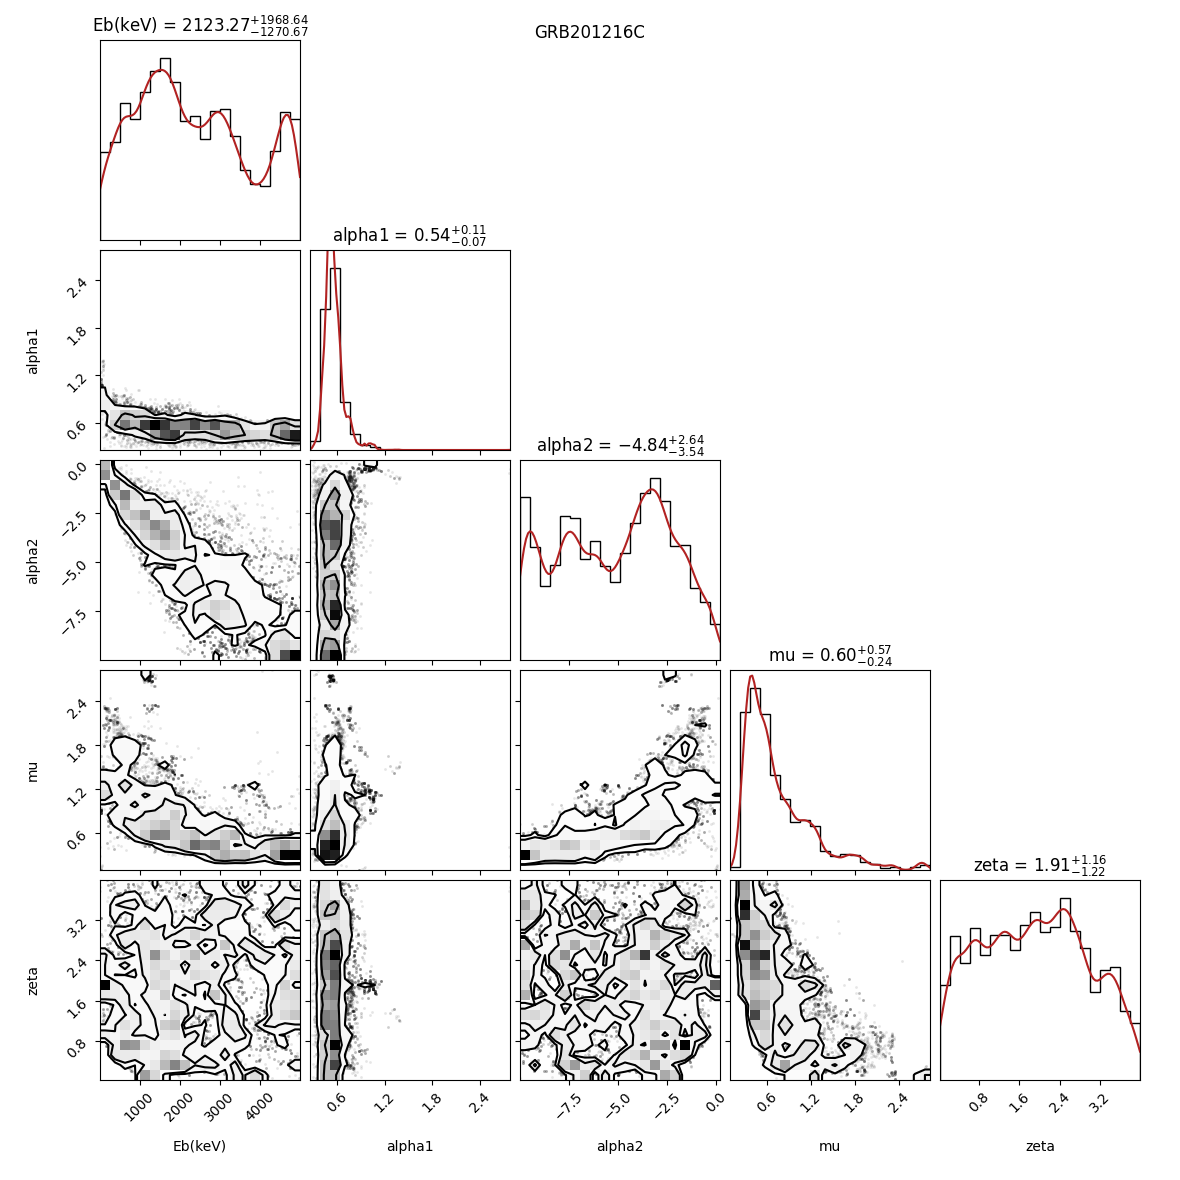 GRB201216C
Eb(keV) = 2123.27+1968.64 −1270.67
alpha1 = 0.54+0.11 −0.07
alpha1
2.4
1.8
1.2
0.6
alpha2 = −4.84+2.64 −3.54
alpha2
0.0
−2.5
−5.0
−7.5
mu = 0.60+0.57 −0.24
mu
2.4
1.8
1.2
0.6
zeta = 1.91+1.16 −1.22
zeta
3.2
2.4
1.6
0.8
1000 2000 3000 4000 0.6 1.2 1.8 2.4 −7.5 −5.0 −2.5 0.0 0.6 1.2 1.8 2.4 0.8 1.6 2.4 3.2
Eb(keV) alpha1 alpha2 mu zeta